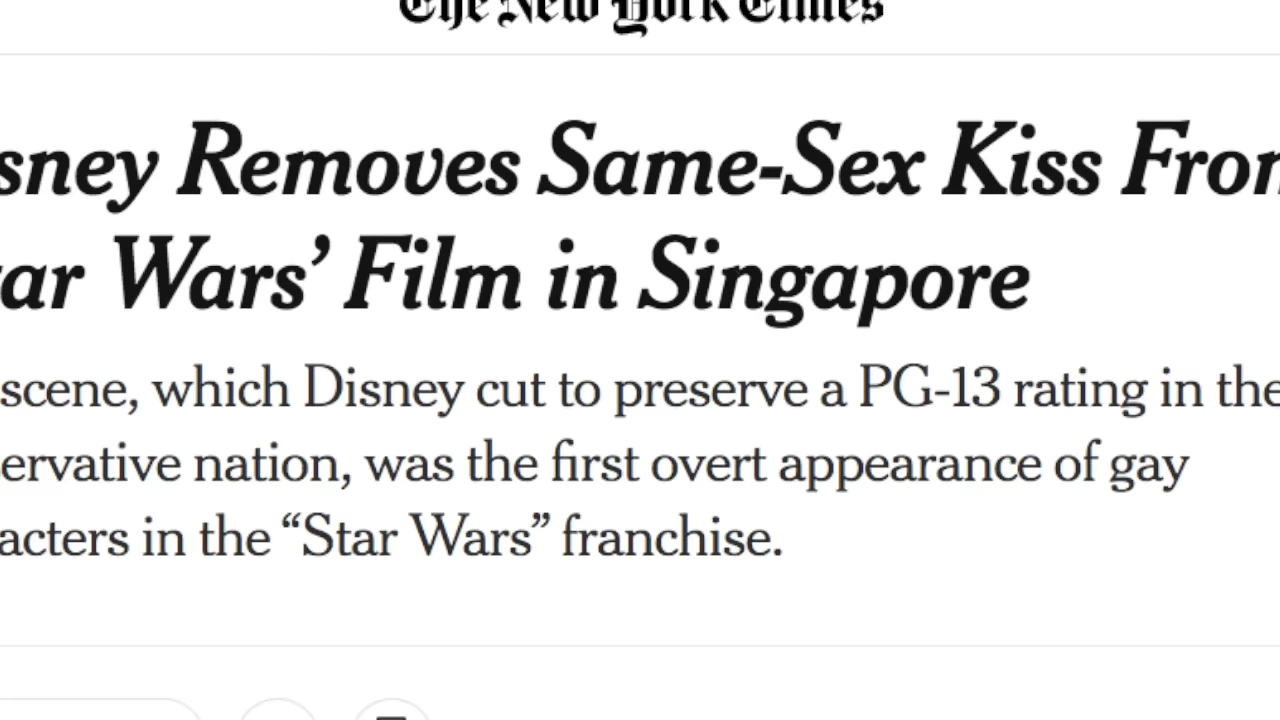 The New York Times
sney Removes Same-Sex Kiss Fron
ar Wars’ Film in Singapore
scene, which Disney cut to preserve a PG-13 rating in the
ervative nation, was the first overt appearance of gay
acters in the “Star Wars” franchise.